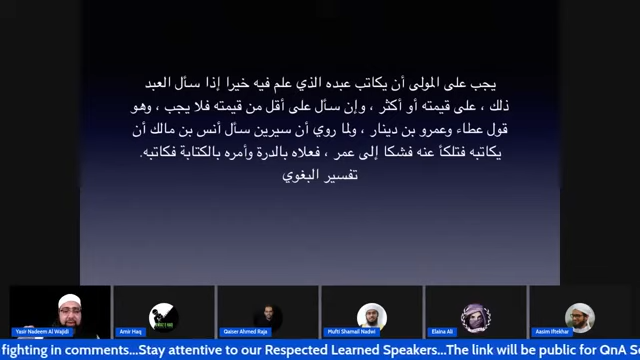 يجب على المولى أن يكاتب عبده الذي علم فيه خيرا إذا سأل العبد
ذلك ، على قيمته أو أكثر ، وإن سأل على أقل من قيمته فلا يجب ، وهو
قول عطاء وعمرو بن دينار ، ولما روي أن سيرين سأل أنس بن مالك أن
يكاتبه فتلكأ عنه فشكا إلى عمر ، فعلاه بالدرة وأمره بالكتابة فكاتبه.
تفسير البغوي
Yasir Nadeem Al Wajidi
Amir Haq
Qaiser Ahmed Raja
Mufti Shamail Nadwi
Elaina Ali
Aasim Iftekhar
fighting in comments...Stay attentive to our Respected Learned Speakers...The link will be public for QnA S